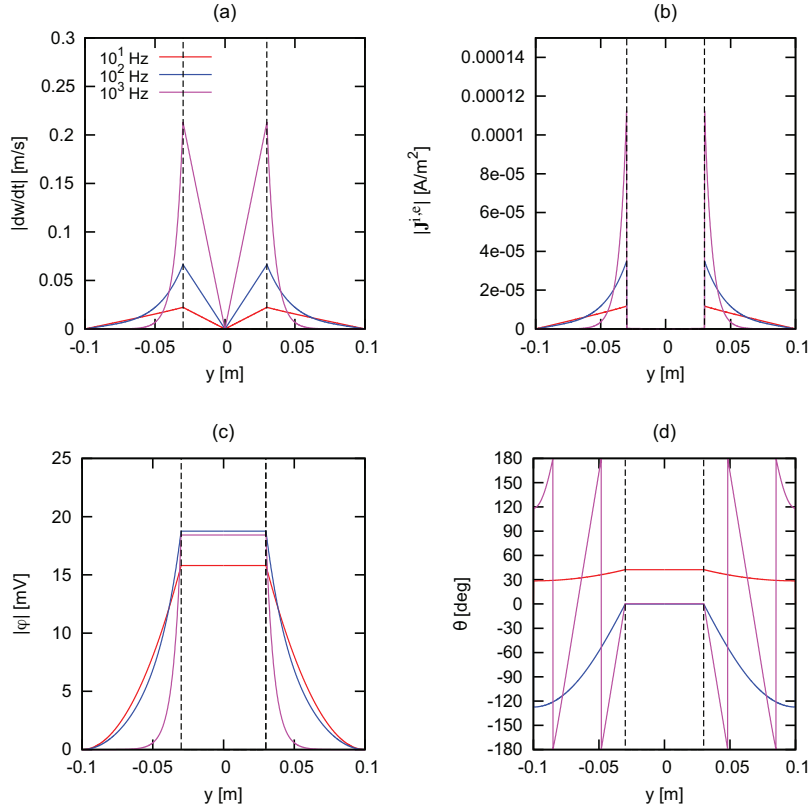 (a)
|dw/dt| [m/s]
0.3
0.25
0.2
0.15
0.1
0.05
0
10¹ Hz
10² Hz
10³ Hz
-0.1 -0.05 0 0.05 0.1
y [m]
(b)
|J^i,e| [A/m²]
0.00014
0.00012
0.0001
8e-05
6e-05
4e-05
2e-05
0
-0.1 -0.05 0 0.05 0.1
y [m]
(c)
|φ| [mV]
25
20
15
10
5
0
-0.1 -0.05 0 0.05 0.1
y [m]
(d)
θ [deg]
180
150
120
90
60
30
0
-30
-60
-90
-120
-150
-180
-0.1 -0.05 0 0.05 0.1
y [m]